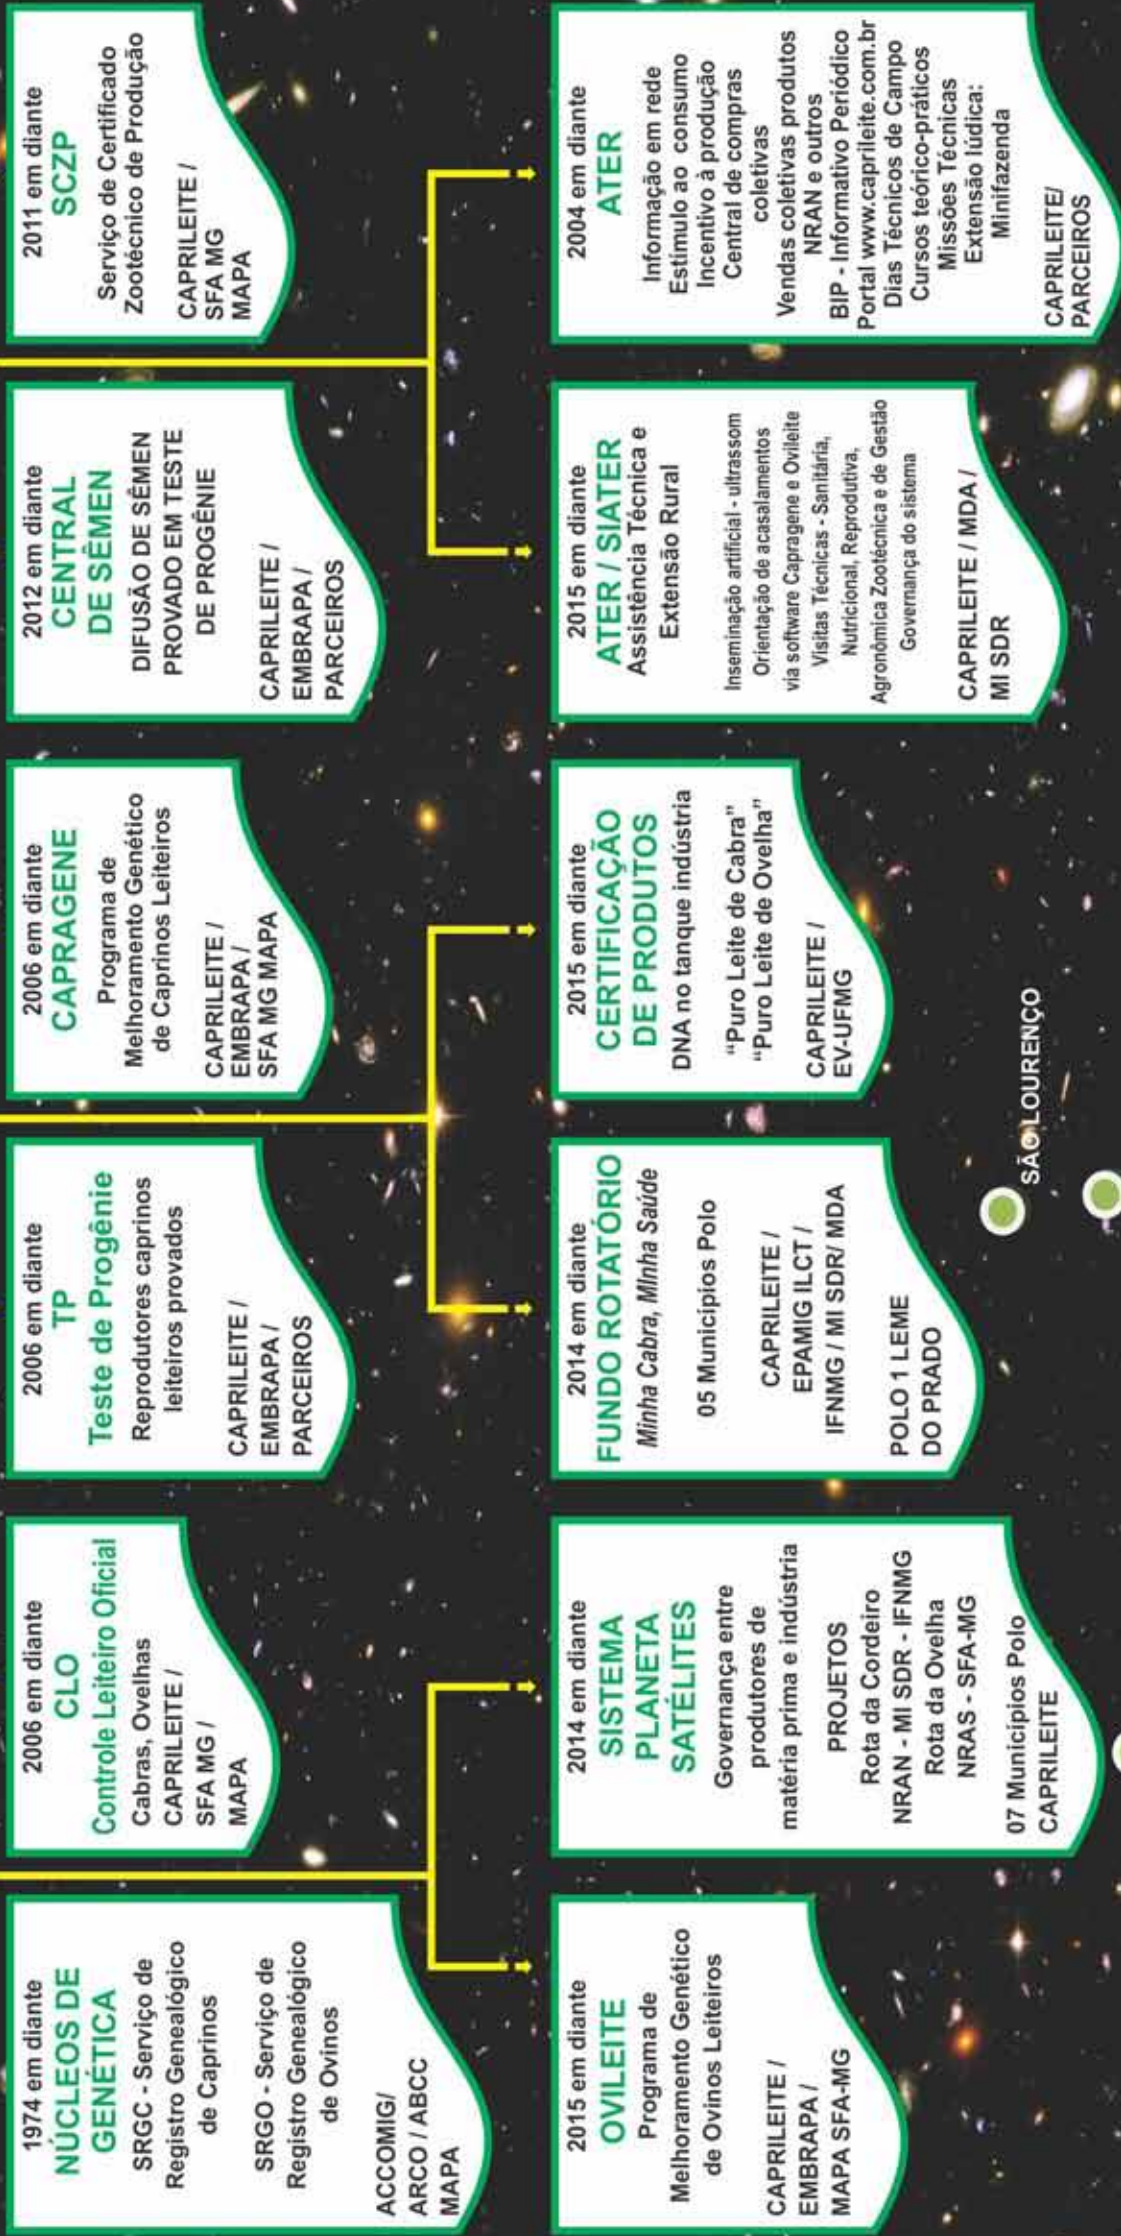 1974 em diante
NÚCLEOS DE
GENÉTICA
SRGC - Serviço de
Registro Genealógico
de Caprinos
SRGO - Serviço de
Registro Genealógico
de Ovinos
ACCOMIG/
ARCO / ABCC
MAPA
2006 em diante
CLO
Controle Leiteiro Oficial
Cabras, Ovelhas
CAPRILEITE /
SFA MG /
MAPA
2006 em diante
TP
Teste de Progênie
Reprodutores caprinos
leiteiros provados
CAPRILEITE /
EMBRAPA /
PARCEIROS
2006 em diante
CAPRAGENE
Programa de
Melhoramento Genético
de Caprinos Leiteiros
CAPRILEITE /
EMBRAPA /
SFA MG MAPA
2012 em diante
CENTRAL
DE SÊMEN
DIFUSÃO DE SÊMEN
PROVADO EM TESTE
DE PROGÊNIE
CAPRILEITE /
EMBRAPA /
PARCEIROS
2011 em diante
SCZP
Serviço de Certificado
Zootécnico de Produção
CAPRILEITE /
SFA MG
MAPA
2015 em diante
OVILEITE
Programa de
Melhoramento Genético
de Ovinos Leiteiros
CAPRILEITE /
EMBRAPA /
MAPA SFA-MG
2014 em diante
SISTEMA
PLANETA
SATÉLITES
Governança entre
produtores de
matéria prima e indústria
PROJETOS
Rota da Cordeiro
NRAN - MI SDR - IFNMG
Rota da Ovelha
NRAS - SFA-MG
07 Municípios Polo
CAPRILEITE
2014 em diante
FUNDO ROTATÓRIO
Minha Cabra, MInha Saúde
05 Municípios Polo
CAPRILEITE /
EPAMIG ILCT /
IFNMG / MI SDR/ MDA
POLO 1 LEME
DO PRADO
2015 em diante
CERTIFICAÇÃO
DE PRODUTOS
DNA no tanque indústria
“Puro Leite de Cabra”
“Puro Leite de Ovelha”
CAPRILEITE /
EV-UFMG
2015 em diante
ATER / SIATER
Assistência Técnica e
Extensão Rural
Inseminação artificial - ultrassom
Orientação de acasalamentos
via software Capragene e Ovileite
Visitas Técnicas - Sanitária,
Nutricional, Reprodutiva,
Agronômica Zootécnica e de Gestão
Governança do sistema
CAPRILEITE / MDA /
MI SDR
2004 em diante
ATER
Informação em rede
Estimulo ao consumo
Incentivo à produção
Central de compras
coletivas
Vendas coletivas produtos
NRAN e outros
BIP - Informativo Periódico
Portal www.caprileite.com.br
Dias Técnicos de Campo
Cursos teórico-práticos
Missões Técnicas
Extensão lúdica:
Minifazenda
CAPRILEITE/
PARCEIROS
SÃO LOURENÇO